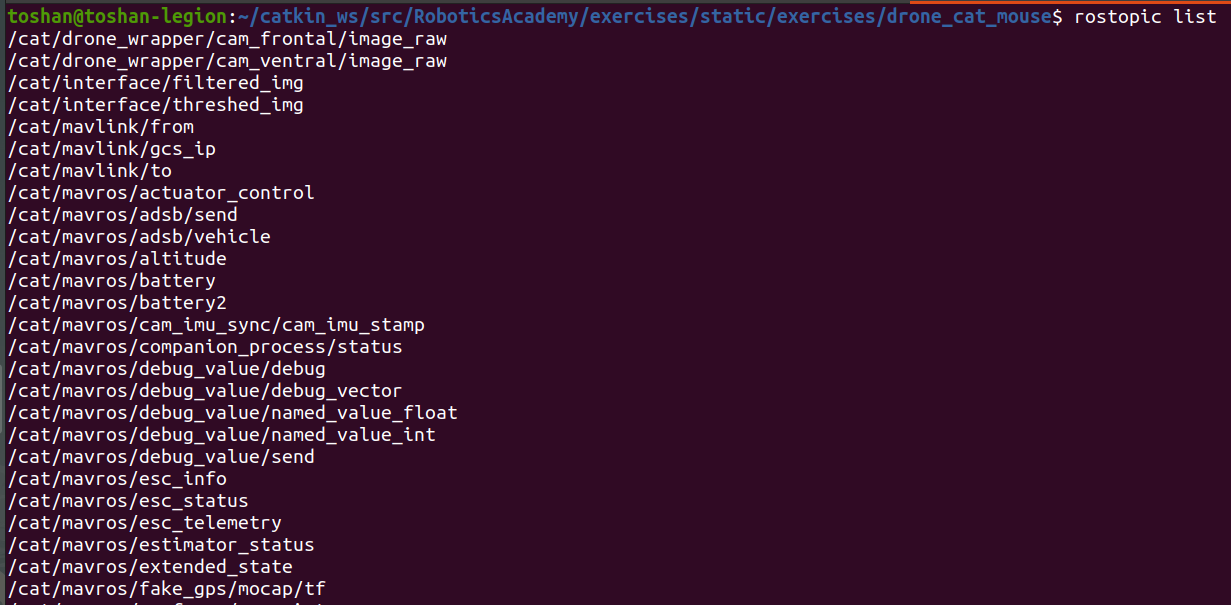 toshan@toshan-legion:~/catkin_ws/src/RoboticsAcademy/exercises/static/exercises/drone_cat_mouse$ rostopic list
/cat/drone_wrapper/cam_frontal/image_raw
/cat/drone_wrapper/cam_ventral/image_raw
/cat/interface/filtered_img
/cat/interface/threshed_img
/cat/mavlink/from
/cat/mavlink/gcs_ip
/cat/mavlink/to
/cat/mavros/actuator_control
/cat/mavros/adsb/send
/cat/mavros/adsb/vehicle
/cat/mavros/altitude
/cat/mavros/battery
/cat/mavros/battery2
/cat/mavros/cam_imu_sync/cam_imu_stamp
/cat/mavros/companion_process/status
/cat/mavros/debug_value/debug
/cat/mavros/debug_value/debug_vector
/cat/mavros/debug_value/named_value_float
/cat/mavros/debug_value/named_value_int
/cat/mavros/debug_value/send
/cat/mavros/esc_info
/cat/mavros/esc_status
/cat/mavros/esc_telemetry
/cat/mavros/estimator_status
/cat/mavros/extended_state
/cat/mavros/fake_gps/mocap/tf